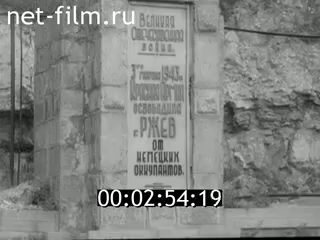 net-film.ru
Великая
Отечественная
война.
3го марта 1943 г.
Красная Армия
освободила
г. РЖЕВ
от
немецких
оккупантов.
00:02:54:19